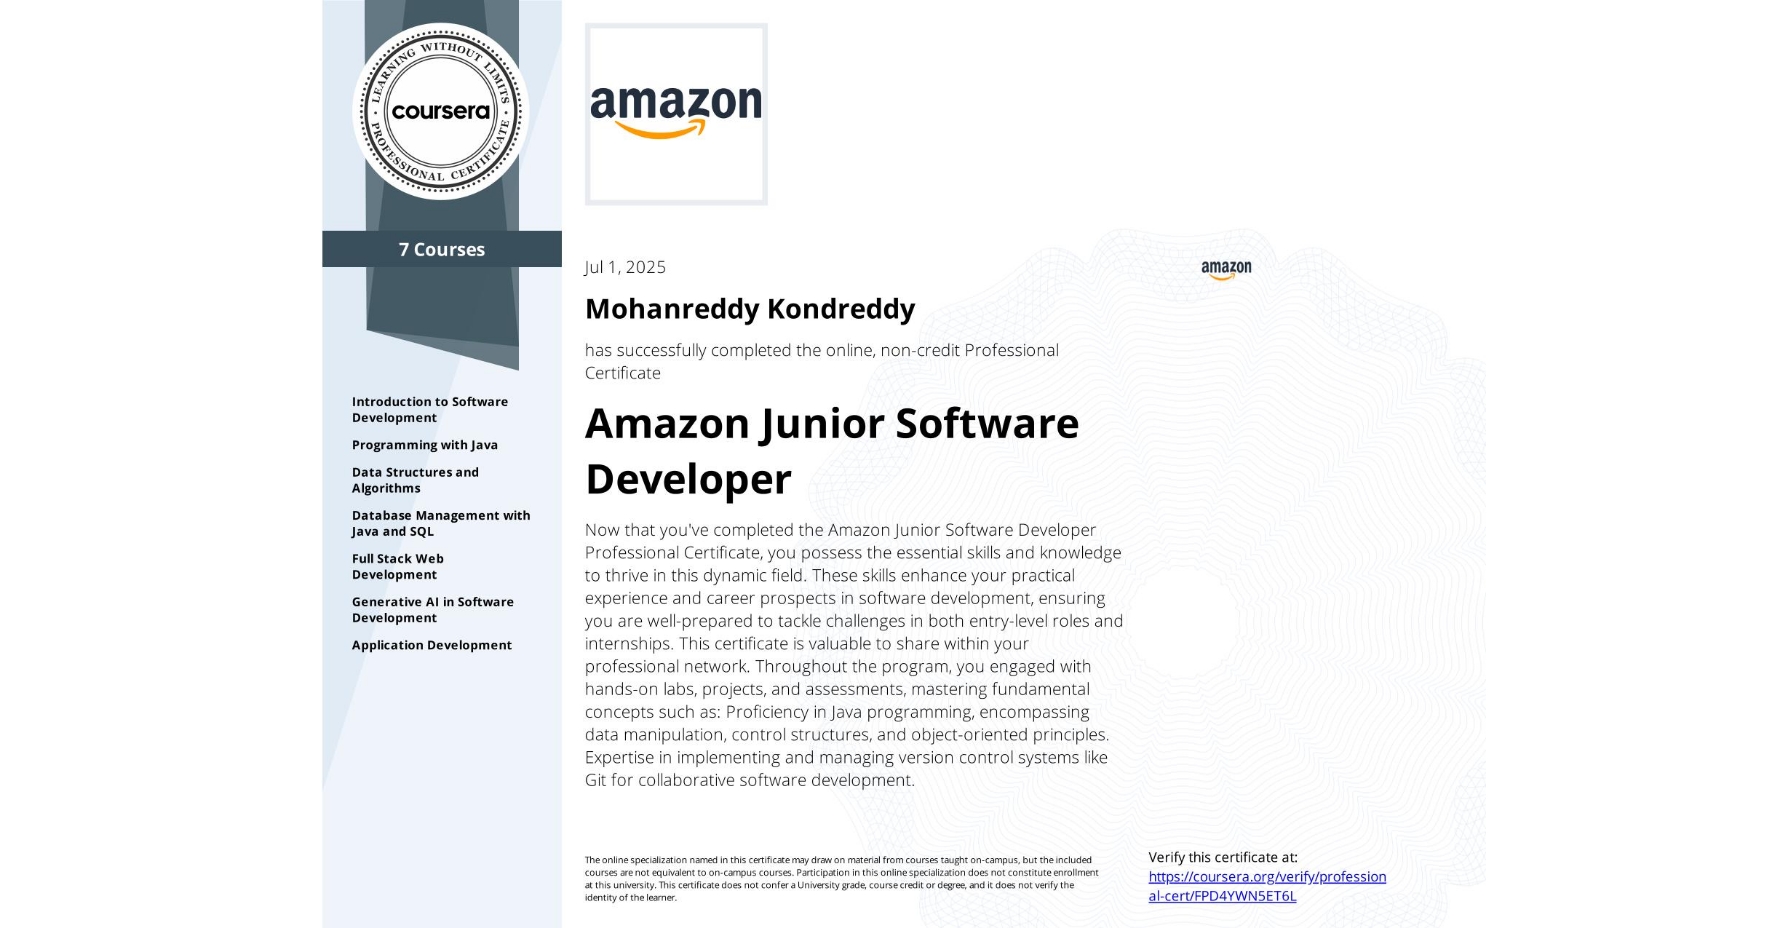 LEARNING WITHOUT LIMITS
coursera
PROFESSIONAL CERTIFICATE
7 Courses
Introduction to Software
Development
Programming with Java
Data Structures and
Algorithms
Database Management with
Java and SQL
Full Stack Web
Development
Generative AI in Software
Development
Application Development
amazon
Jul 1, 2025
amazon
Mohanreddy Kondreddy
has successfully completed the online, non-credit Professional
Certificate
Amazon Junior Software
Developer
Now that you've completed the Amazon Junior Software Developer
Professional Certificate, you possess the essential skills and knowledge
to thrive in this dynamic field. These skills enhance your practical
experience and career prospects in software development, ensuring
you are well-prepared to tackle challenges in both entry-level roles and
internships. This certificate is valuable to share within your
professional network. Throughout the program, you engaged with
hands-on labs, projects, and assessments, mastering fundamental
concepts such as: Proficiency in Java programming, encompassing
data manipulation, control structures, and object-oriented principles.
Expertise in implementing and managing version control systems like
Git for collaborative software development.
The online specialization named in this certificate may draw on material from courses taught on-campus, but the included
courses are not equivalent to on-campus courses. Participation in this online specialization does not constitute enrollment
at this university. This certificate does not confer a University grade, course credit or degree, and it does not verify the
identity of the learner.
Verify this certificate at:
https://coursera.org/verify/profession
al-cert/FPD4YWN5ET6L